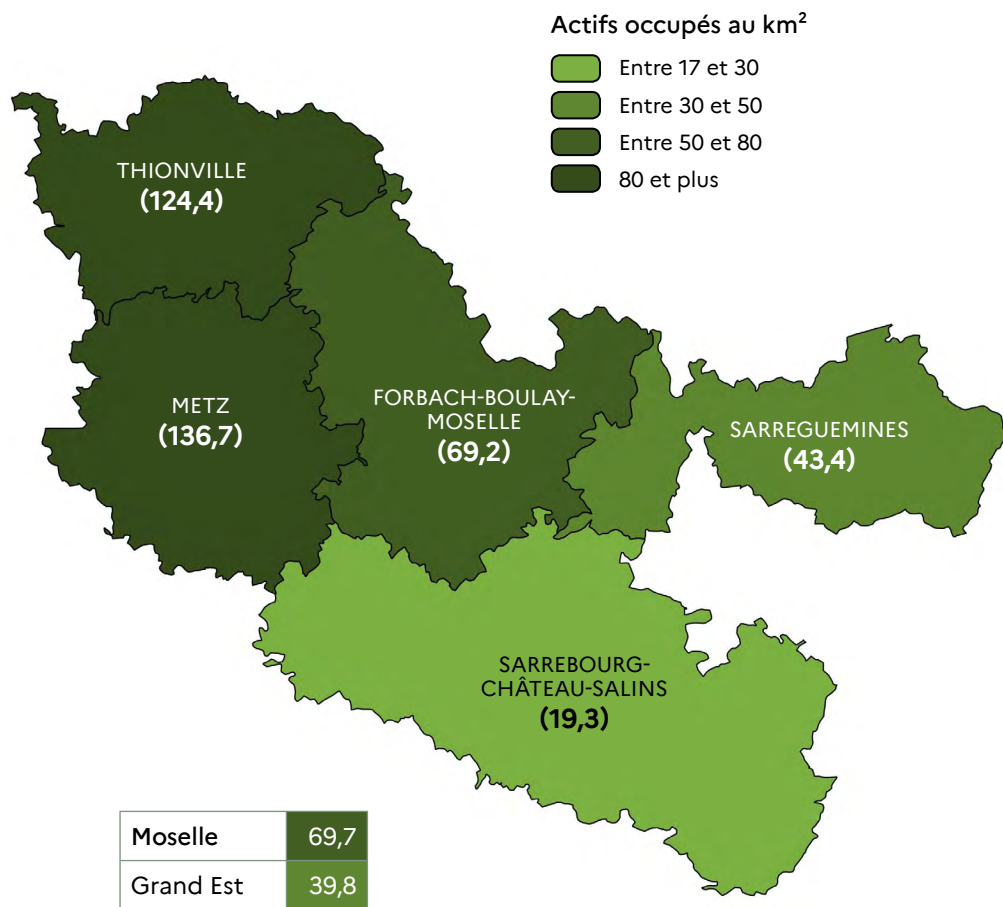 Actifs occupés au km²
Entre 17 et 30
Entre 30 et 50
Entre 50 et 80
80 et plus
THIONVILLE
(124,4)
METZ
(136,7)
FORBACH-BOULAY-
MOSELLE
(69,2)
SARREGUEMINES
(43,4)
SARREBOURG-
CHÂTEAU-SALINS
(19,3)
Moselle 69,7
Grand Est 39,8